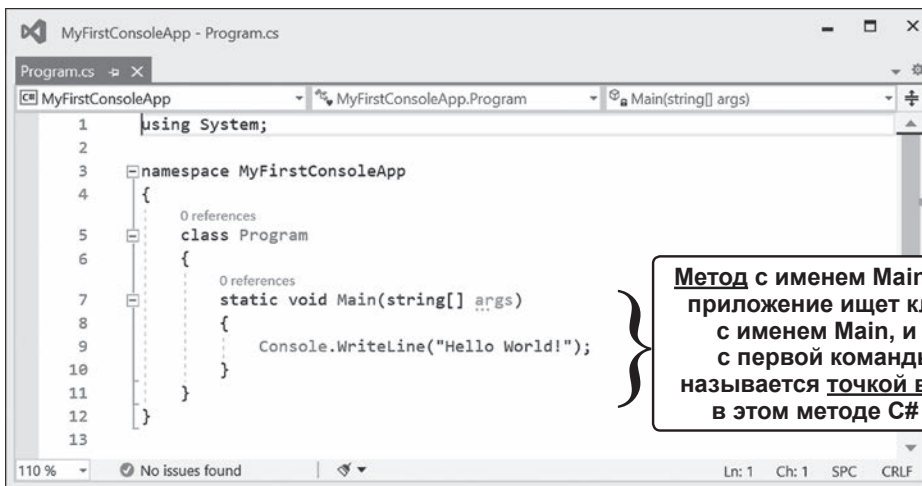 MyFirstConsoleApp - Program.cs
Program.cs
C# MyFirstConsoleApp MyFirstConsoleApp.Program Main(string[] args)
1 using System;
2
3 namespace MyFirstConsoleApp
4 {
0 references
5 class Program
6 {
0 references
7 static void Main(string[] args)
8 {
9 Console.WriteLine("Hello World!");
10 }
11 }
12 }
13
Метод с именем Main
приложение ищет
с именем Main, и
с первой
называется точкой
в этом методе C#
110 % No issues found Ln: 1 Ch: 1 SPC CRLF